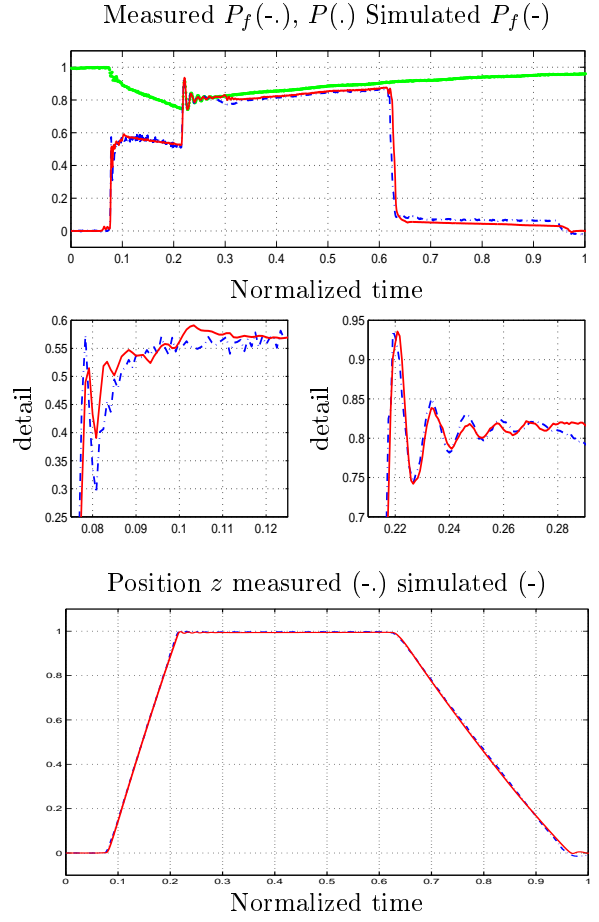 Measured P_f(-.), P(.) Simulated P_f(-)
1
0.8
0.6
0.4
0.2
0
0 0.1 0.2 0.3 0.4 0.5 0.6 0.7 0.8 0.9 1
Normalized time
detail
0.6
0.55
0.5
0.45
0.4
0.35
0.3
0.25
0.08 0.09 0.1 0.11 0.12
detail
0.95
0.9
0.85
0.8
0.75
0.7
0.22 0.24 0.26 0.28
Position z measured (-.) simulated (-)
1
0.8
0.6
0.4
0.2
0
0 0.1 0.2 0.3 0.4 0.5 0.6 0.7 0.8 0.9 1
Normalized time